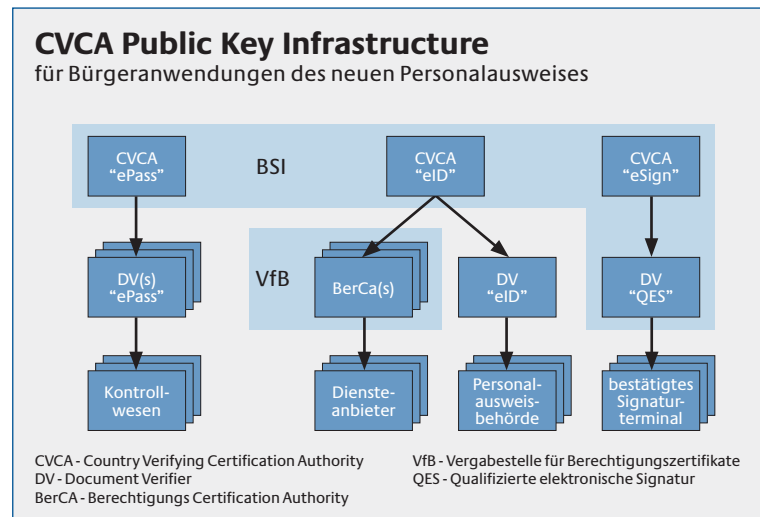 CVCA Public Key Infrastructure
für Bürgeranwendungen des neuen Personalausweises
CVCA
“ePass”
BSI
CVCA
“eID”
CVCA
“eSign”
DV(s)
“ePass”
VfB
BerCa(s)
DV
“eID”
DV
“QES”
Kontroll-
wesen
Dienste-
anbieter
Personal-
ausweis-
behörde
bestätigtes
Signatur-
terminal
CVCA - Country Verifying Certification Authority
DV - Document Verifier
BerCA - Berechtigungs Certification Authority
VfB - Vergabestelle für Berechtigungszertifikate
QES - Qualifizierte elektronische Signatur